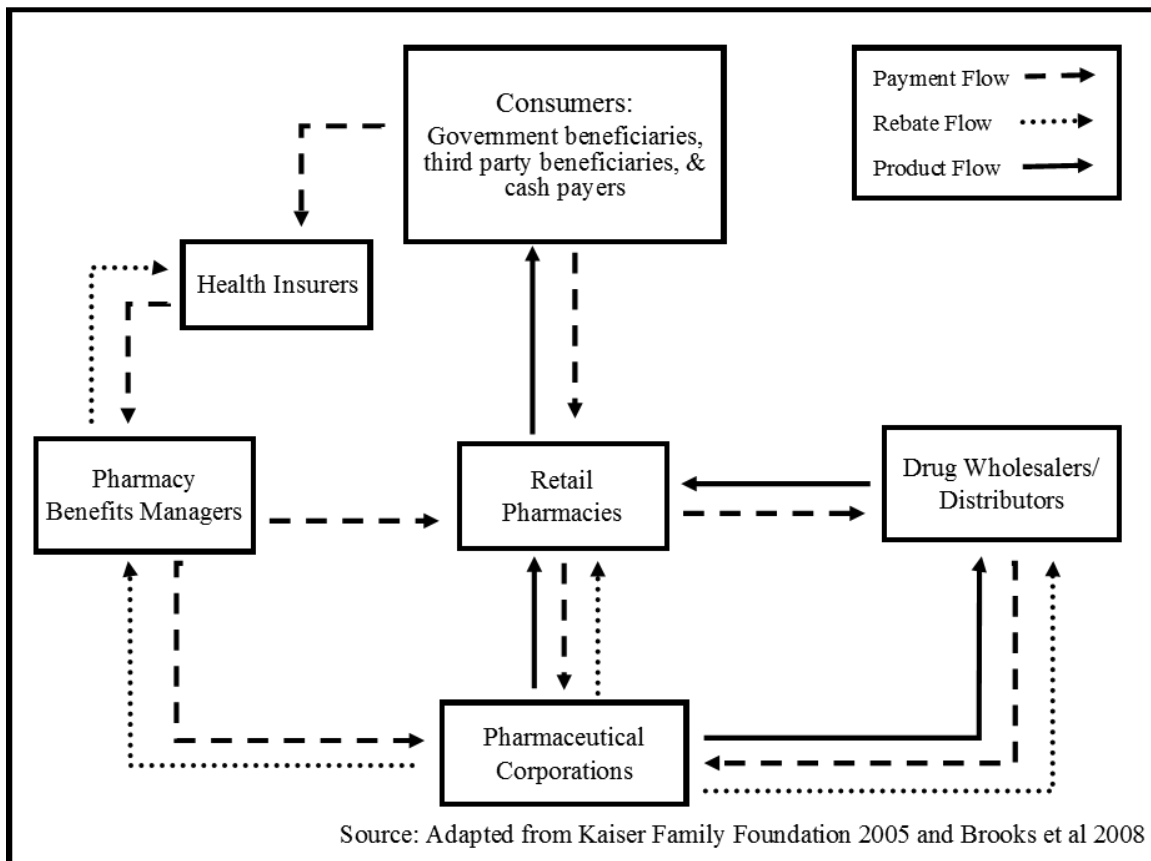 Consumers:
Government beneficiaries,
third party beneficiaries, &
cash payers
Payment Flow
Rebate Flow
Product Flow
Health Insurers
Pharmacy
Benefits Managers
Retail
Pharmacies
Drug Wholesalers/
Distributors
Pharmaceutical
Corporations
Source: Adapted from Kaiser Family Foundation 2005 and Brooks et al 2008